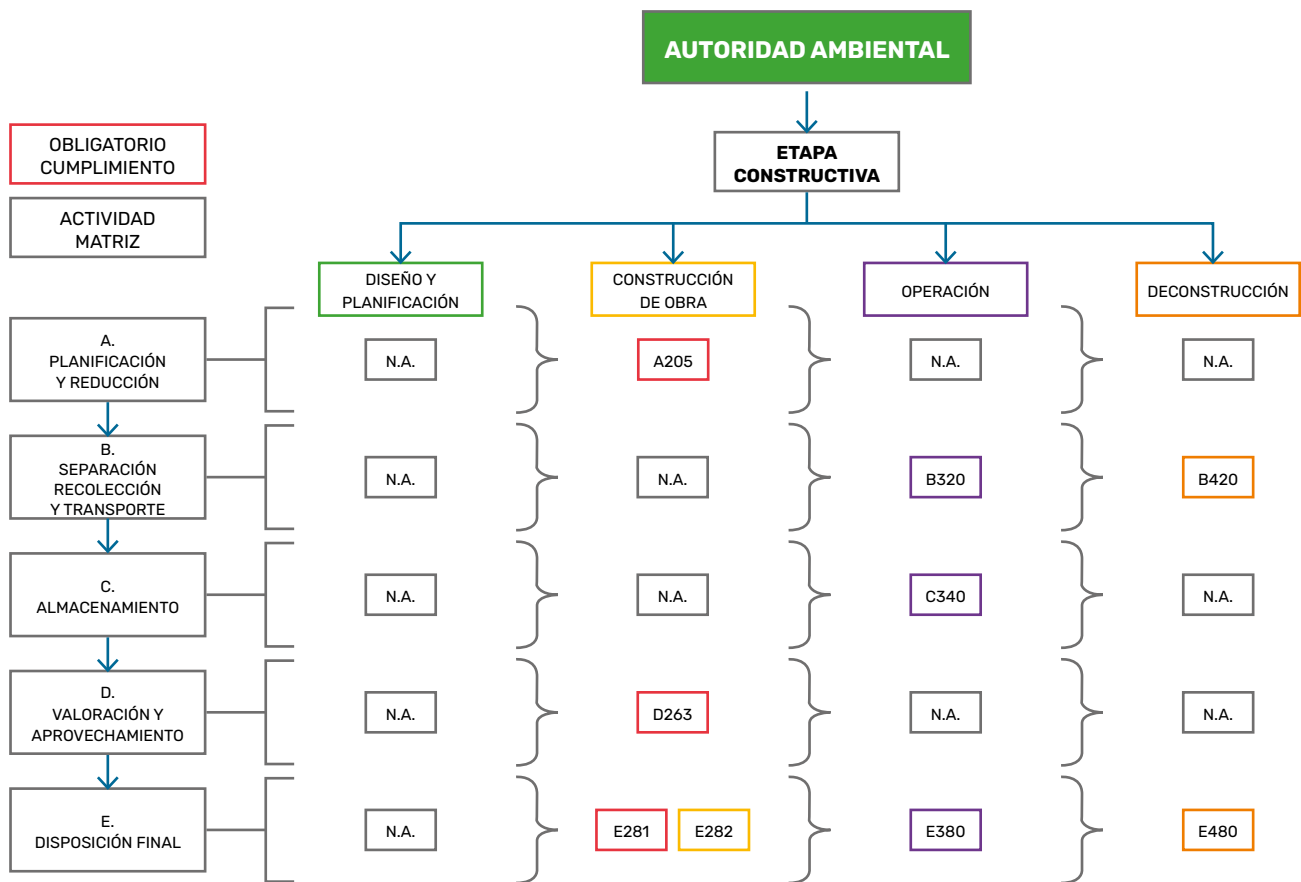 AUTORIDAD AMBIENTAL
OBLIGATORIO
CUMPLIMIENTO
ACTIVIDAD
MATRIZ
ETAPA
CONSTRUCTIVA
DISEÑO Y
PLANIFICACIÓN
CONSTRUCCIÓN
DE OBRA
OPERACIÓN
DECONSTRUCCIÓN
A.
PLANIFICACIÓN
Y REDUCCIÓN
N.A.
A205
N.A.
N.A.
B.
SEPARACIÓN
RECOLECCIÓN
Y TRANSPORTE
N.A.
N.A.
B320
B420
C.
ALMACENAMIENTO
N.A.
N.A.
C340
N.A.
D.
VALORACIÓN Y
APROVECHAMIENTO
N.A.
D263
N.A.
N.A.
E.
DISPOSICIÓN FINAL
N.A.
E281
E282
E380
E480